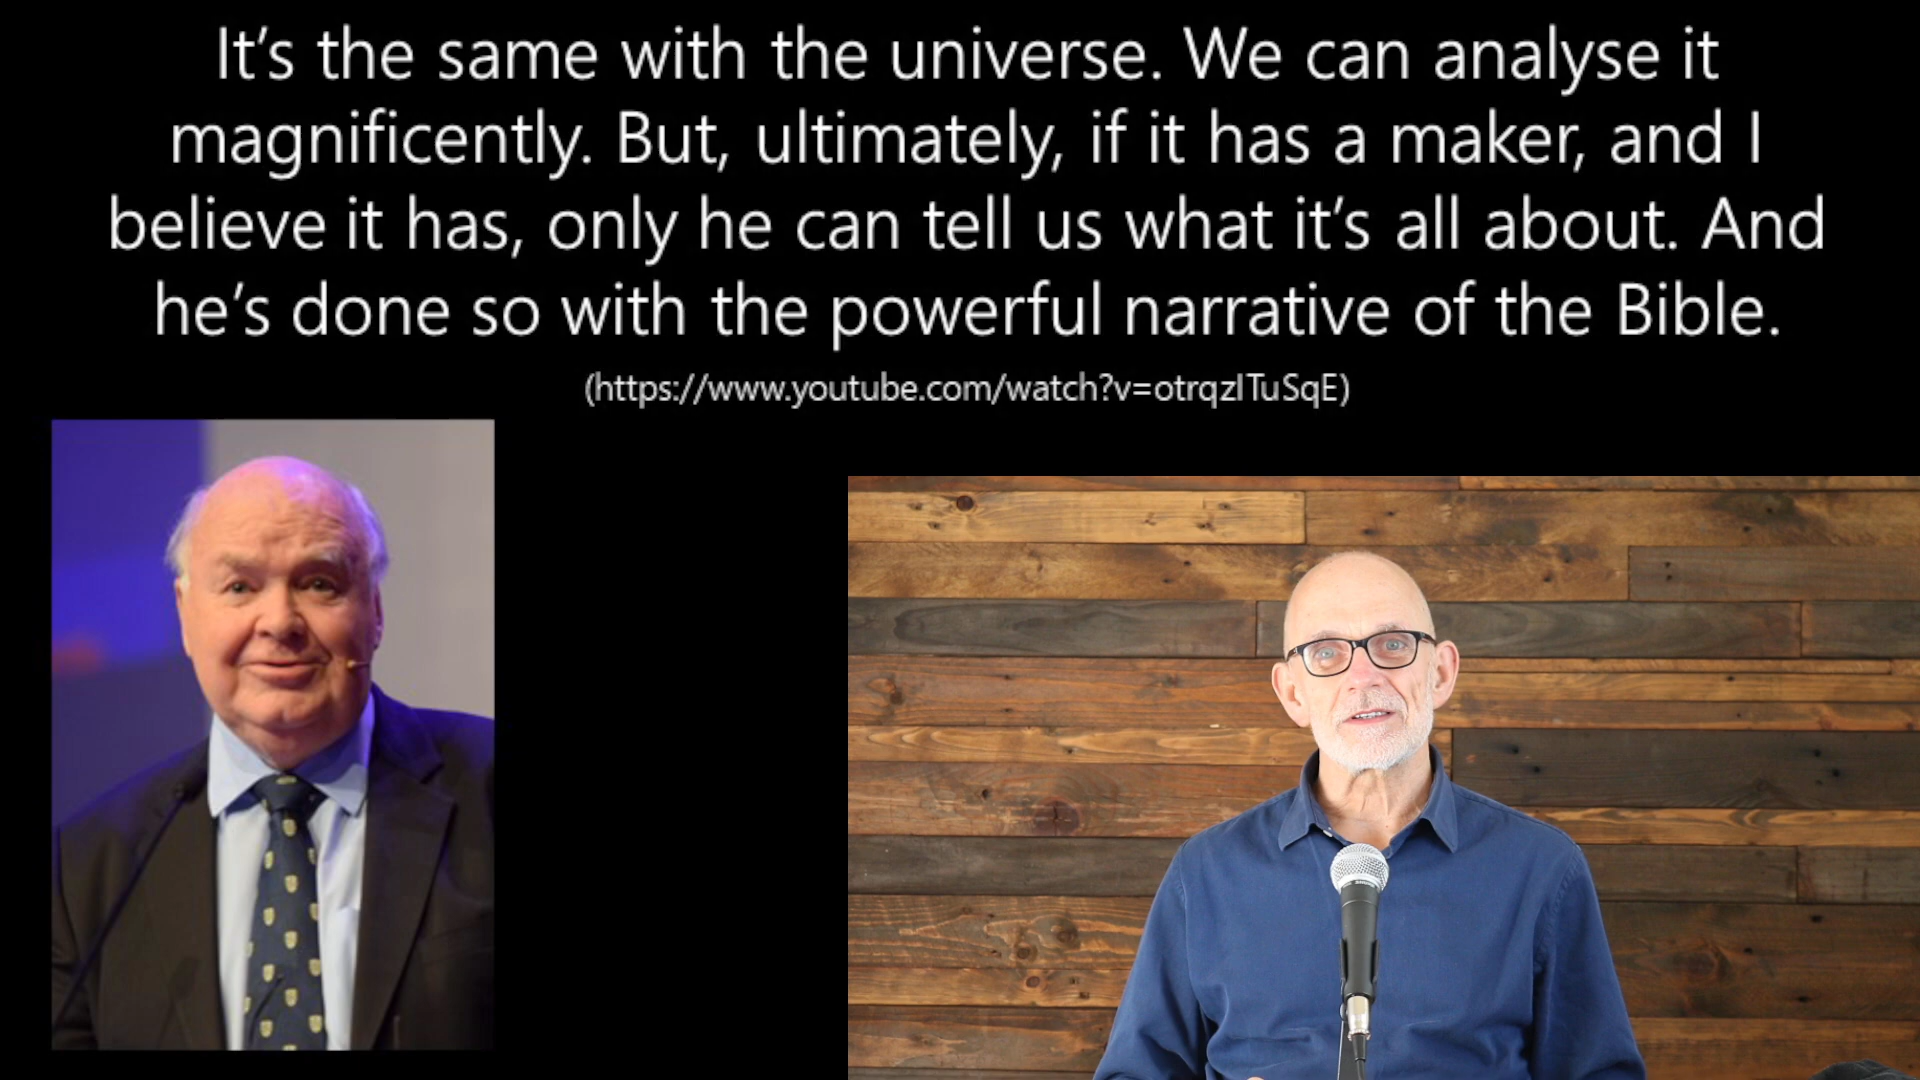 It’s the same with the universe. We can analyse it
magnificently. But, ultimately, if it has a maker, and I
believe it has, only he can tell us what it’s all about. And
he’s done so with the powerful narrative of the Bible.
(https://www.youtube.com/watch?v=otrqzITuSqE)